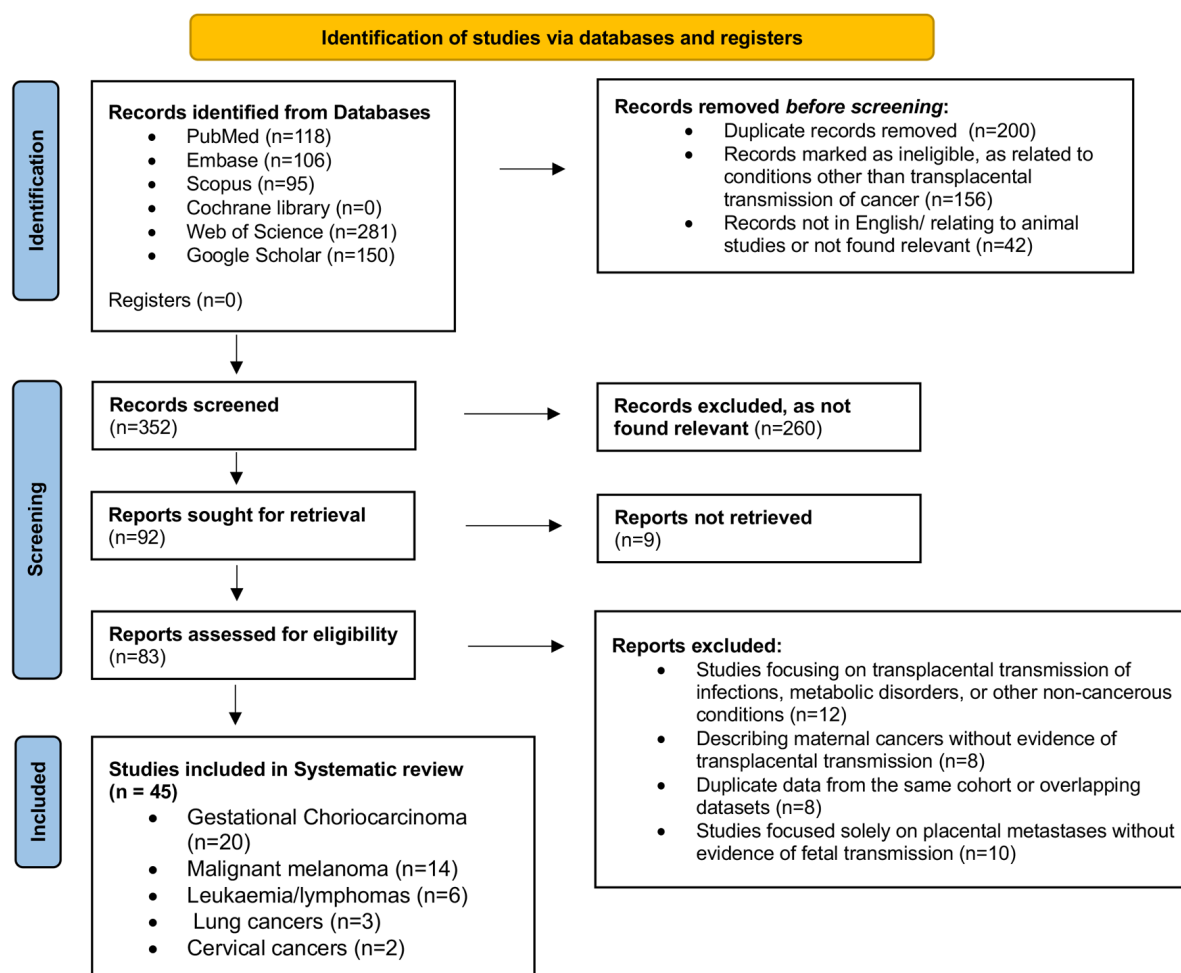 Identification of studies via databases and registers
Identification
Records identified from Databases
• PubMed (n=118)
• Embase (n=106)
• Scopus (n=95)
• Cochrane library (n=0)
• Web of Science (n=281)
• Google Scholar (n=150)
Registers (n=0)
Records removed before screening:
• Duplicate records removed (n=200)
• Records marked as ineligible, as related to
conditions other than transplacental
transmission of cancer (n=156)
• Records not in English/ relating to animal
studies or not found relevant (n=42)
Screening
Records screened
(n=352)
Records excluded, as not
found relevant (n=260)
Reports sought for retrieval
(n=92)
Reports not retrieved
(n=9)
Reports assessed for eligibility
(n=83)
Reports excluded:
• Studies focusing on transplacental transmission of
infections, metabolic disorders, or other non-cancerous
conditions (n=12)
• Describing maternal cancers without evidence of
transplacental transmission (n=8)
• Duplicate data from the same cohort or overlapping
datasets (n=8)
• Studies focused solely on placental metastases without
evidence of fetal transmission (n=10)
Included
Studies included in Systematic review
(n = 45)
• Gestational Choriocarcinoma
(n=20)
• Malignant melanoma (n=14)
• Leukaemia/lymphomas (n=6)
• Lung cancers (n=3)
• Cervical cancers (n=2)